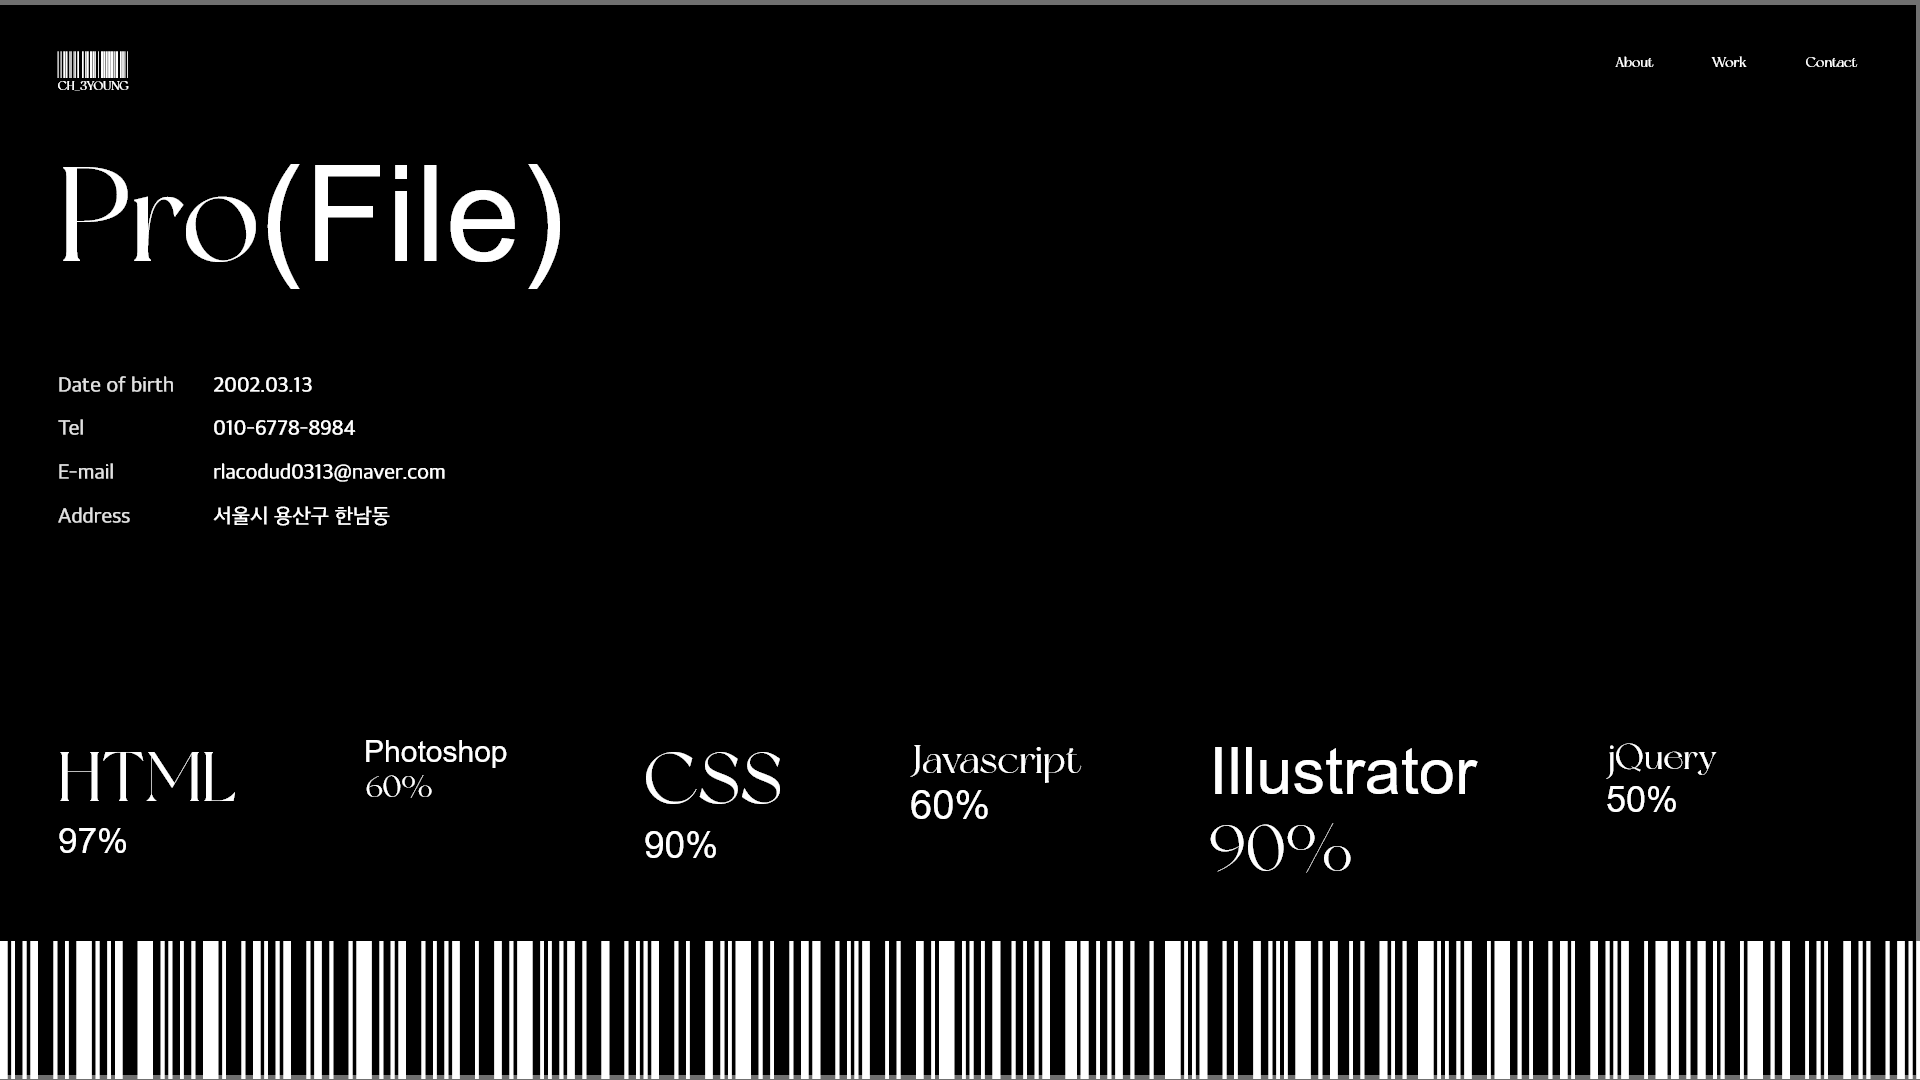 CH_3YOUNG
About Work Contact
Pro(File)
Date of birth 2002.03.13
Tel 010-6778-8984
E-mail rlacodud0313@naver.com
Address 서울시 용산구 한남동
HTML
97%
Photoshop
60%
CSS
90%
Javascript
60%
Illustrator
90%
jQuery
50%